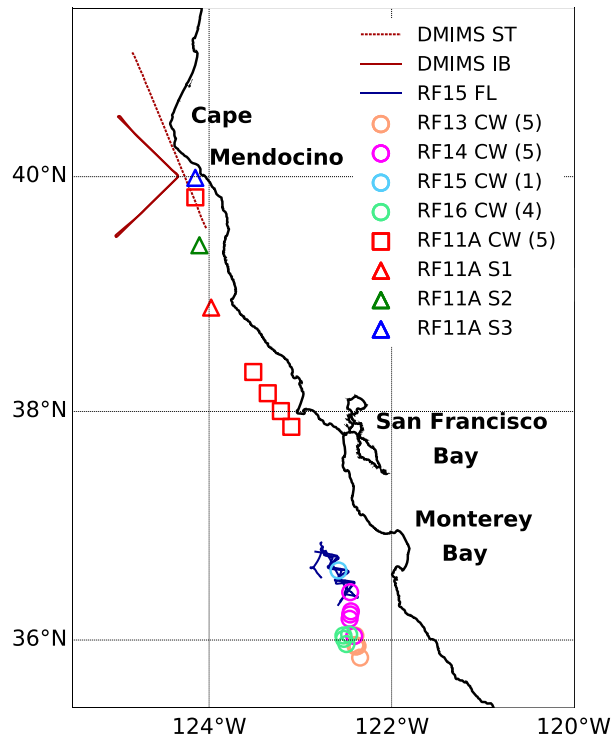 DMIMS ST
DMIMS IB
RF15 FL
RF13 CW (5)
RF14 CW (5)
RF15 CW (1)
RF16 CW (4)
RF11A CW (5)
RF11A S1
RF11A S2
RF11A S3
Cape
Mendocino
San Francisco
Bay
Monterey
Bay
40°N
38°N
36°N
124°W
122°W
120°W